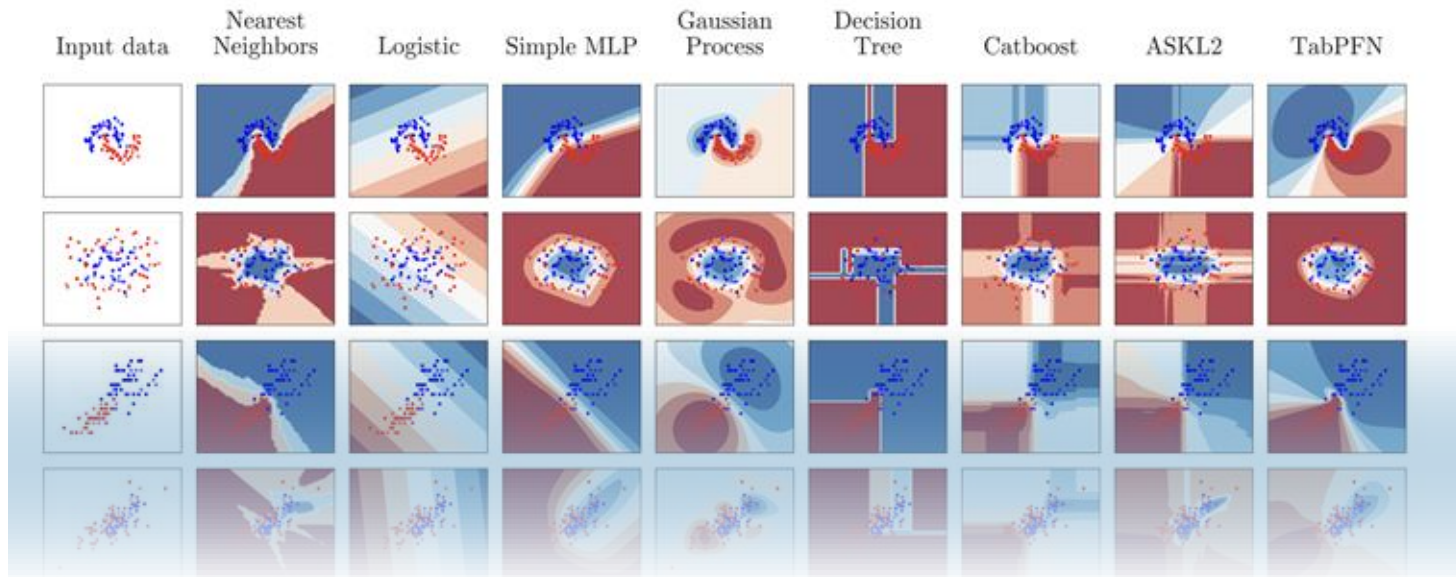 Input data
Nearest
Neighbors
Logistic
Simple MLP
Gaussian
Process
Decision
Tree
Catboost
ASKL2
TabPFN